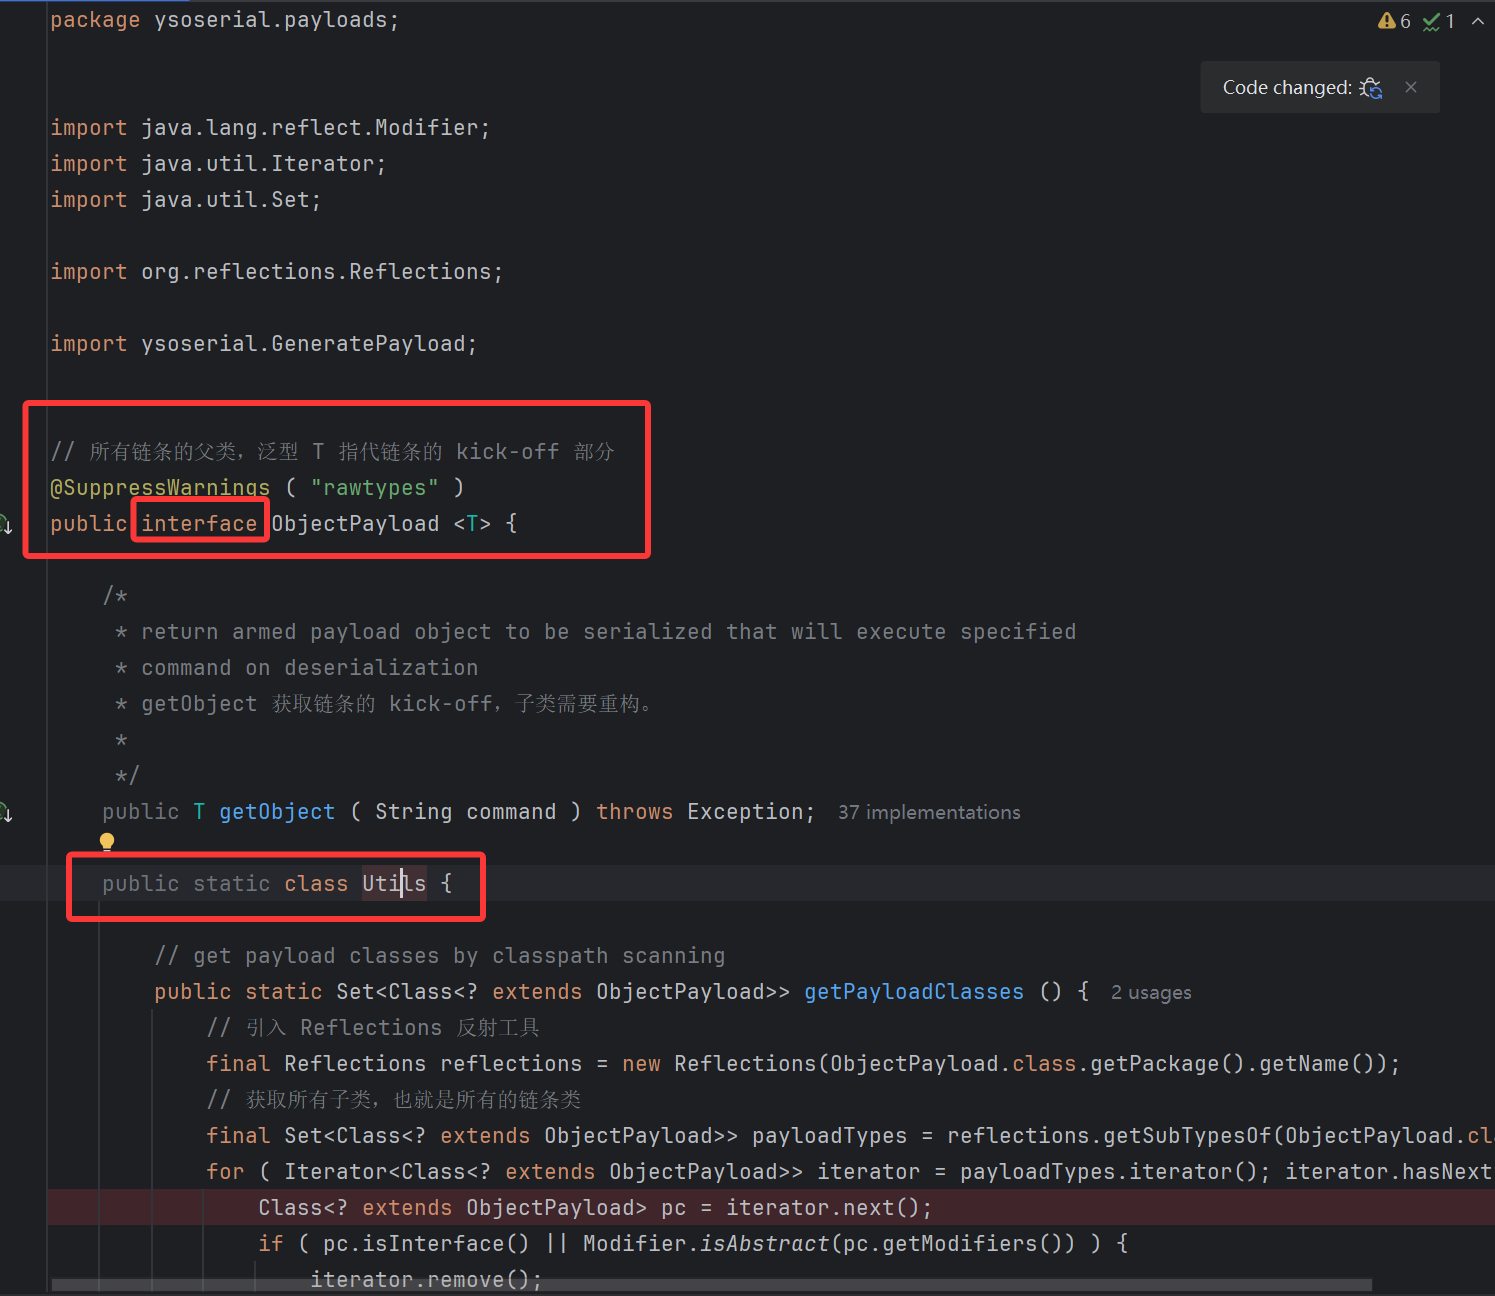 package ysoserial.payloads;
6 1
Code changed:
import java.lang.reflect.Modifier;
import java.util.Iterator;
import java.util.Set;
import org.reflections.Reflections;
import ysoserial.GeneratePayload;
// 所有链条的父类，泛型 T 指代链条的 kick-off 部分
@SuppressWarnings ( "rawtypes" )
public interface ObjectPayload <T> {
/*
* return armed payload object to be serialized that will execute specified
* command on deserialization
* getObject 获取链条的 kick-off，子类需要重构。
*
*/
public T getObject ( String command ) throws Exception; 37 implementations
public static class Utils {
// get payload classes by classpath scanning
public static Set<Class<? extends ObjectPayload>> getPayloadClasses () { 2 usages
// 引入 Reflections 反射工具
final Reflections reflections = new Reflections(ObjectPayload.class.getPackage().getName());
// 获取所有子类，也就是所有的链条类
final Set<Class<? extends ObjectPayload>> payloadTypes = reflections.getSubTypesOf(ObjectPayload.cl
for ( Iterator<Class<? extends ObjectPayload>> iterator = payloadTypes.iterator(); iterator.hasNext
Class<? extends ObjectPayload> pc = iterator.next();
if ( pc.isInterface() || Modifier.isAbstract(pc.getModifiers()) ) {
iterator.remove();